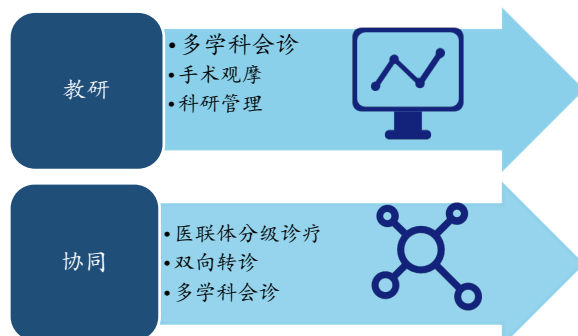 教研
•多学科会诊
•手术观摩
•科研管理
协同
•医联体分级诊疗
•双向转诊
•多学科会诊